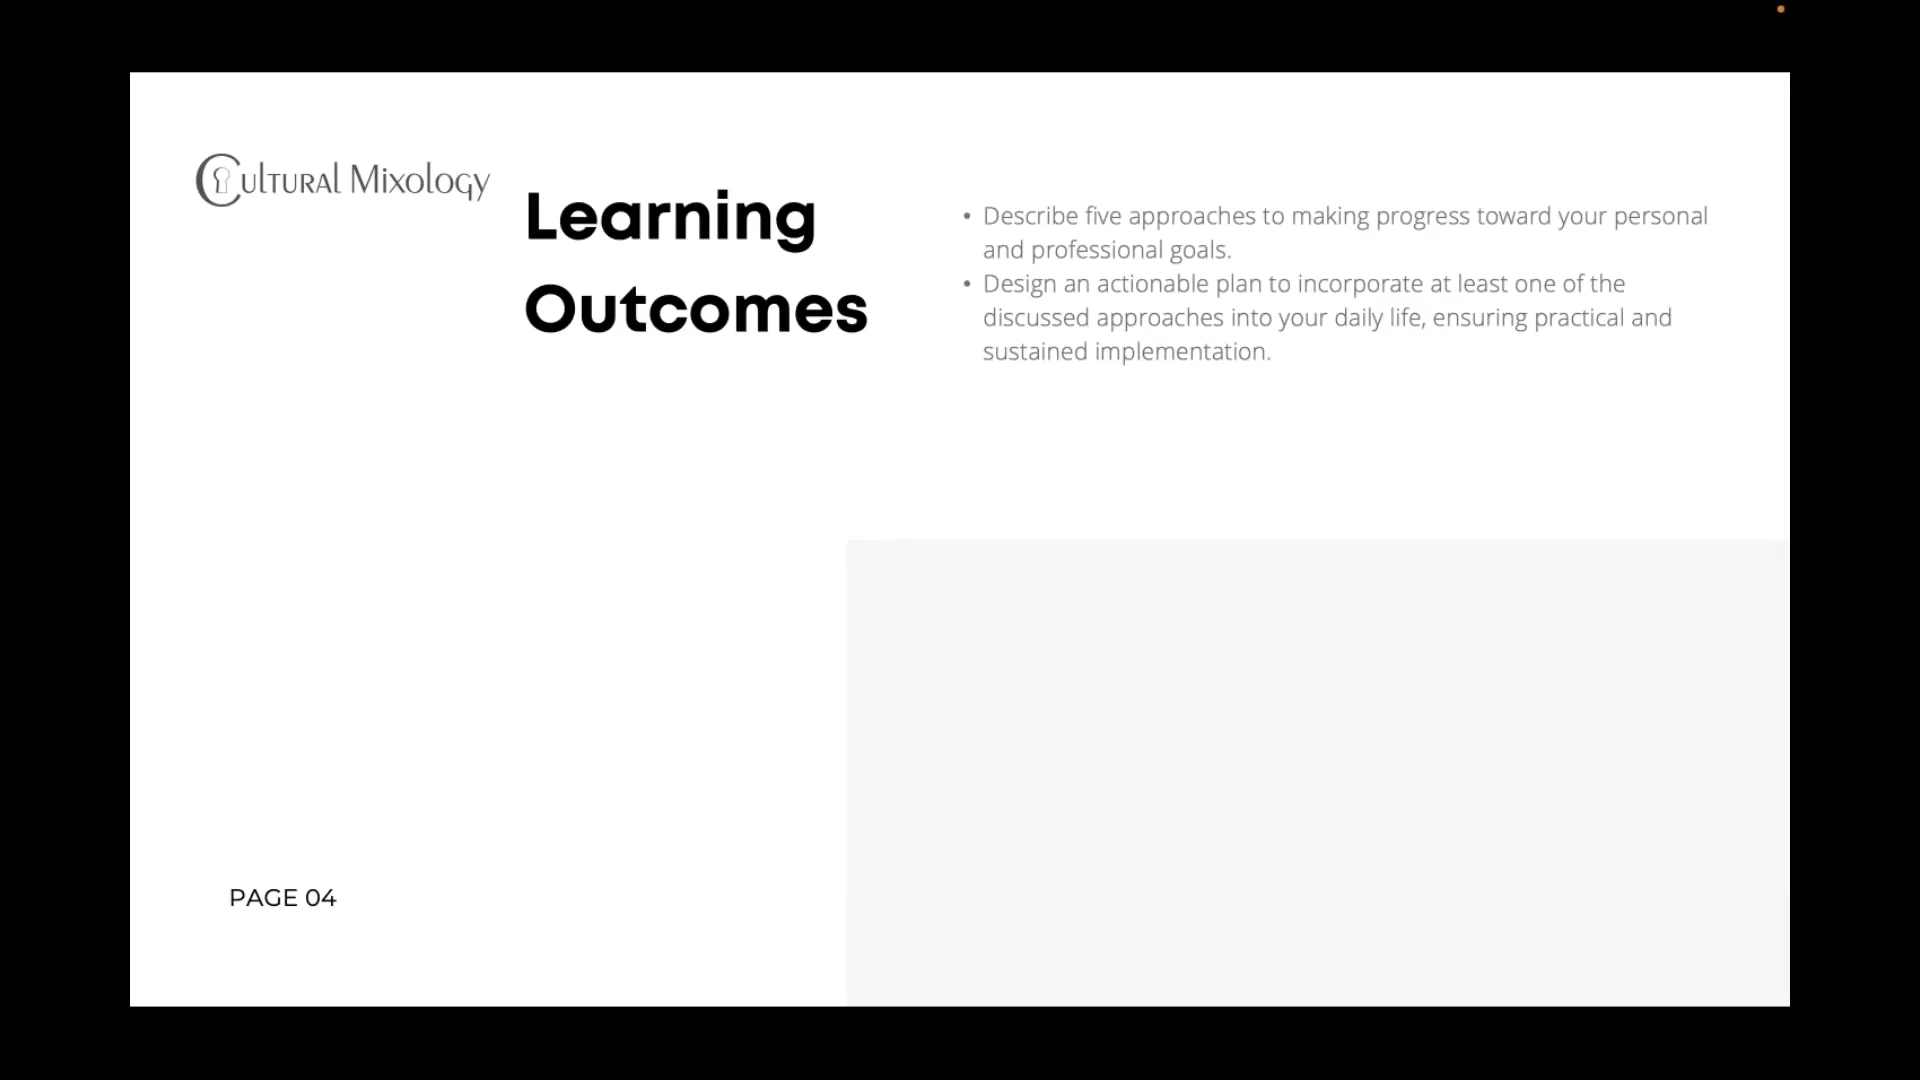 Cultural Mixology
Learning
Outcomes
• Describe five approaches to making progress toward your personal
and professional goals.
• Design an actionable plan to incorporate at least one of the
discussed approaches into your daily life, ensuring practical and
sustained implementation.
PAGE 04